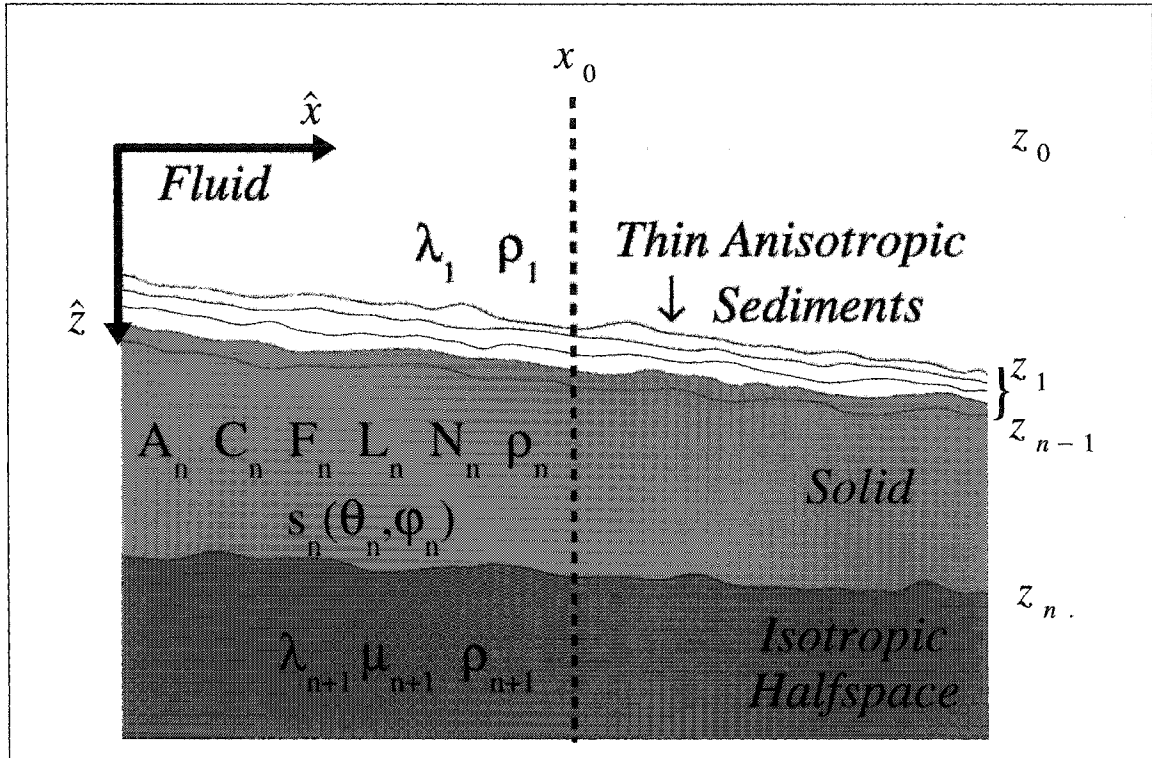 x₀
x̂
z₀
Fluid
λ₁ ρ₁
Thin Anisotropic
↓ Sediments
ẑ
} z₁
zₙ₋₁
Aₙ Cₙ Fₙ Lₙ Nₙ ρₙ
Solid
sₙ(θₙ,φₙ)
zₙ.
λₙ₊₁ μₙ₊₁ ρₙ₊₁
Isotropic
Halfspace